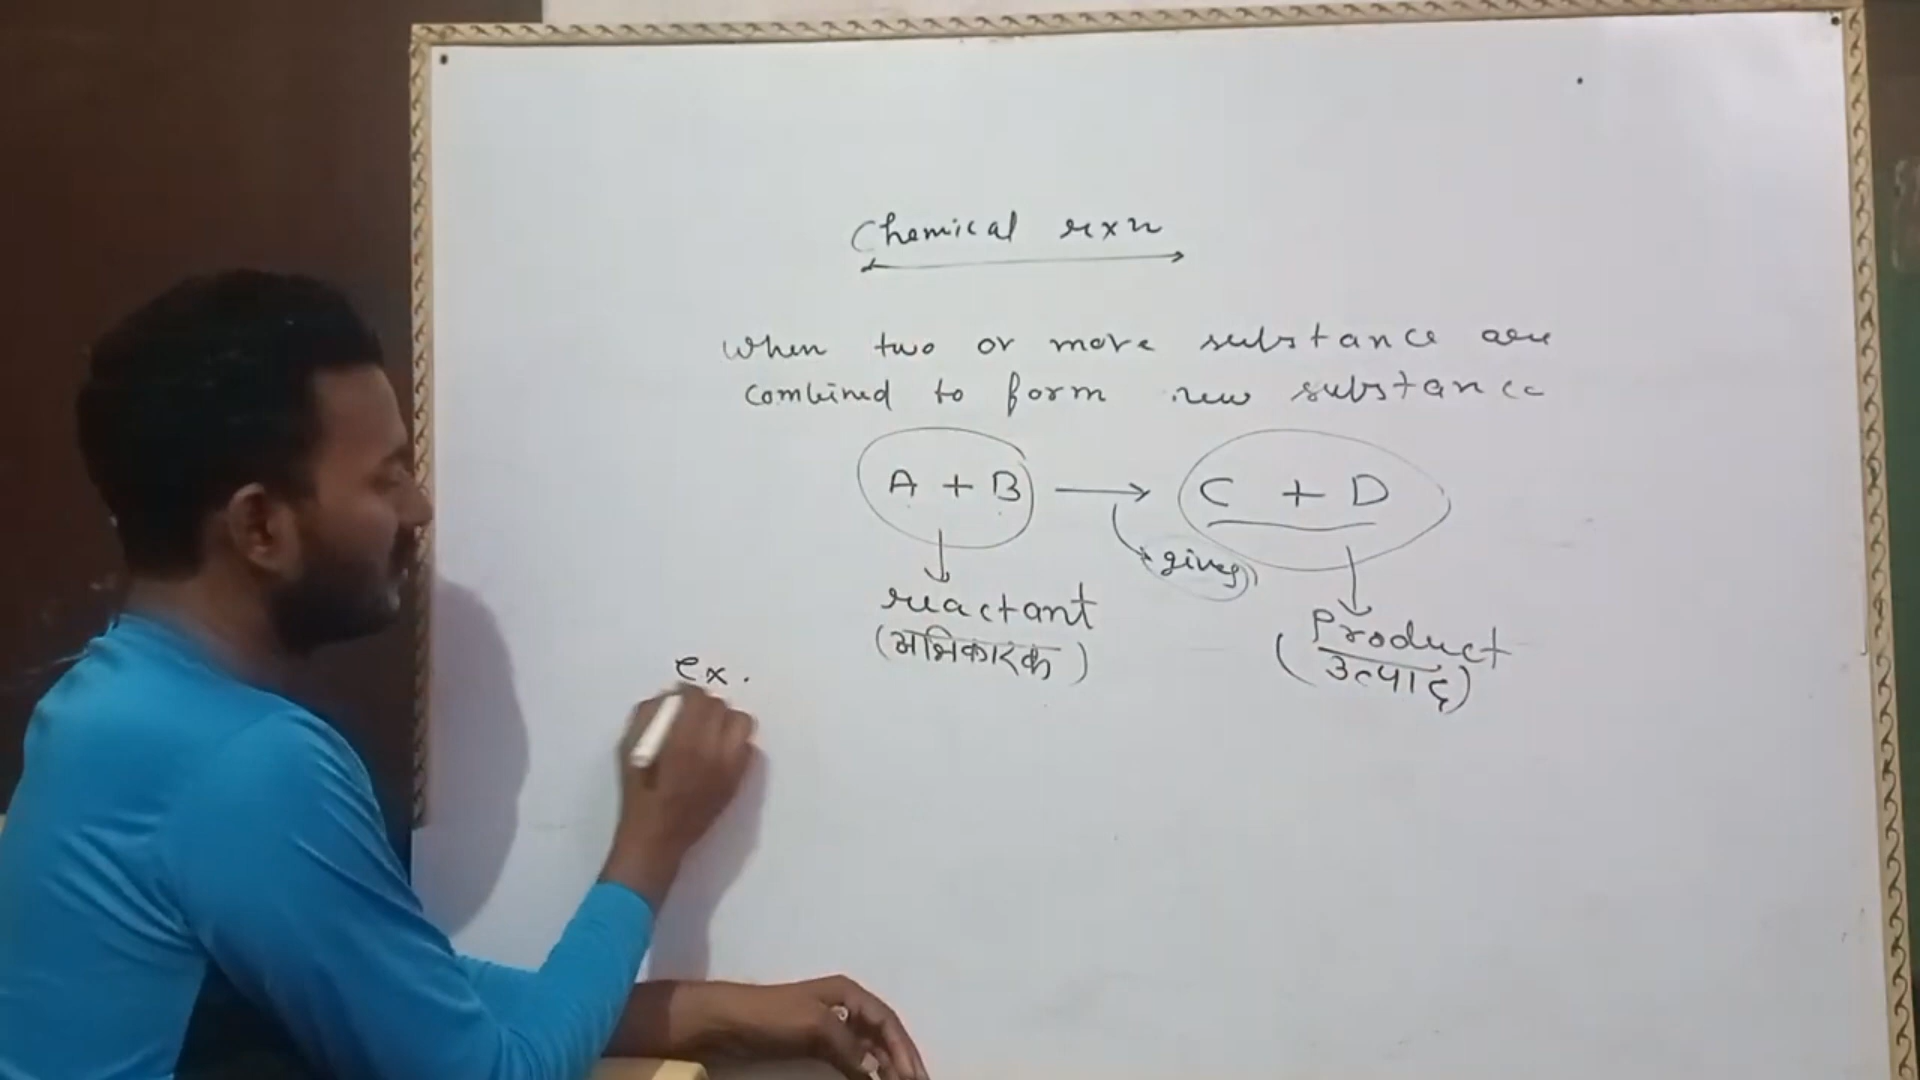 Chemical rxn
When two or more substance are
combined to form new substance
A + B → C + D
gives
reactant
(अभिकारक)
Product
(उत्पाद)
ex.